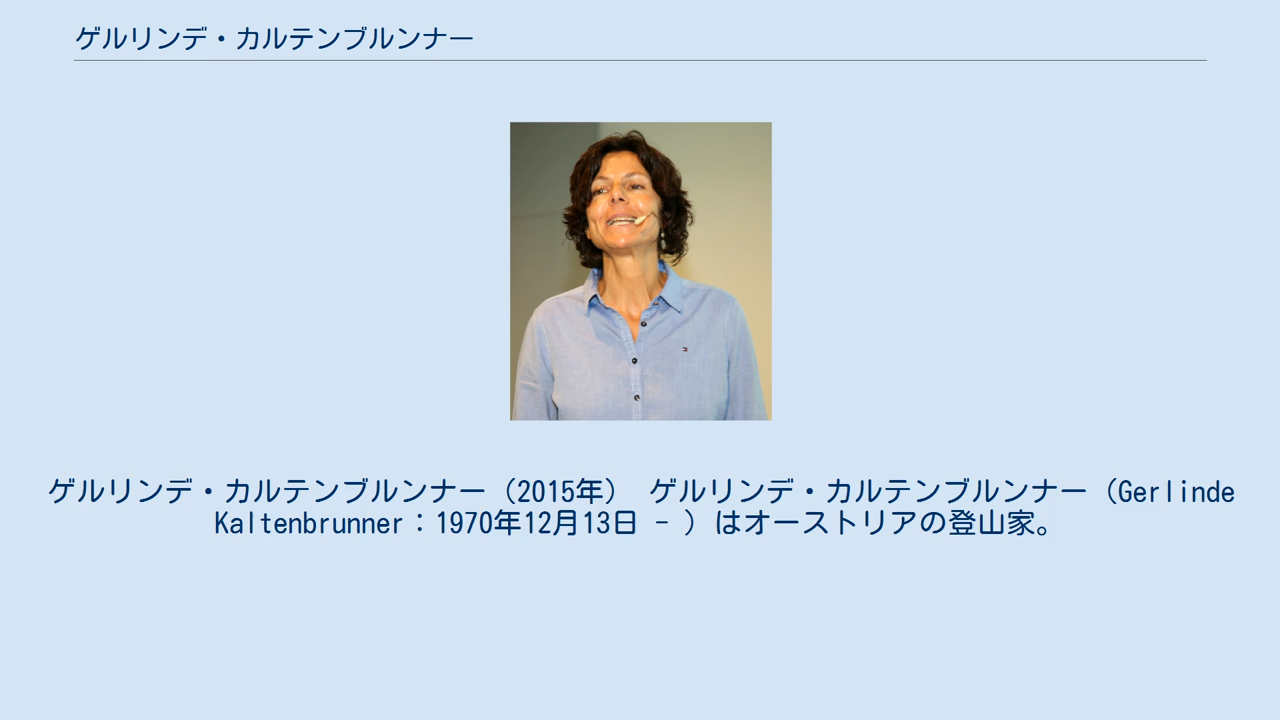 ゲルリンデ・カルテンブルンナー
ゲルリンデ・カルテンブルンナー（2015年） ゲルリンデ・カルテンブルンナー（Gerlinde
Kaltenbrunner：1970年12月13日 - ）はオーストリアの登山家。